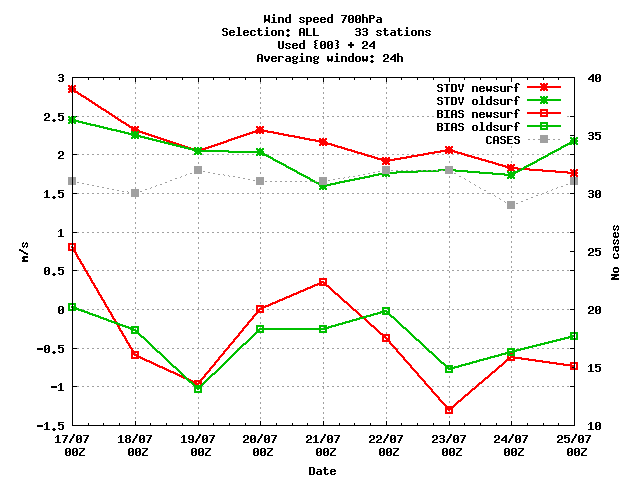 Wind speed 700hPa
Selection: ALL     33 stations
Used {00} + 24
Averaging window: 24h
3
2.5
2
1.5
1
0.5
0
-0.5
-1
-1.5
m/s
40
35
30
25
20
15
10
No cases
STDV newsurf
STDV oldsurf
BIAS newsurf
BIAS oldsurf
CASES
17/07 18/07 19/07 20/07 21/07 22/07 23/07 24/07 25/07
00Z 00Z 00Z 00Z 00Z 00Z 00Z 00Z 00Z
Date